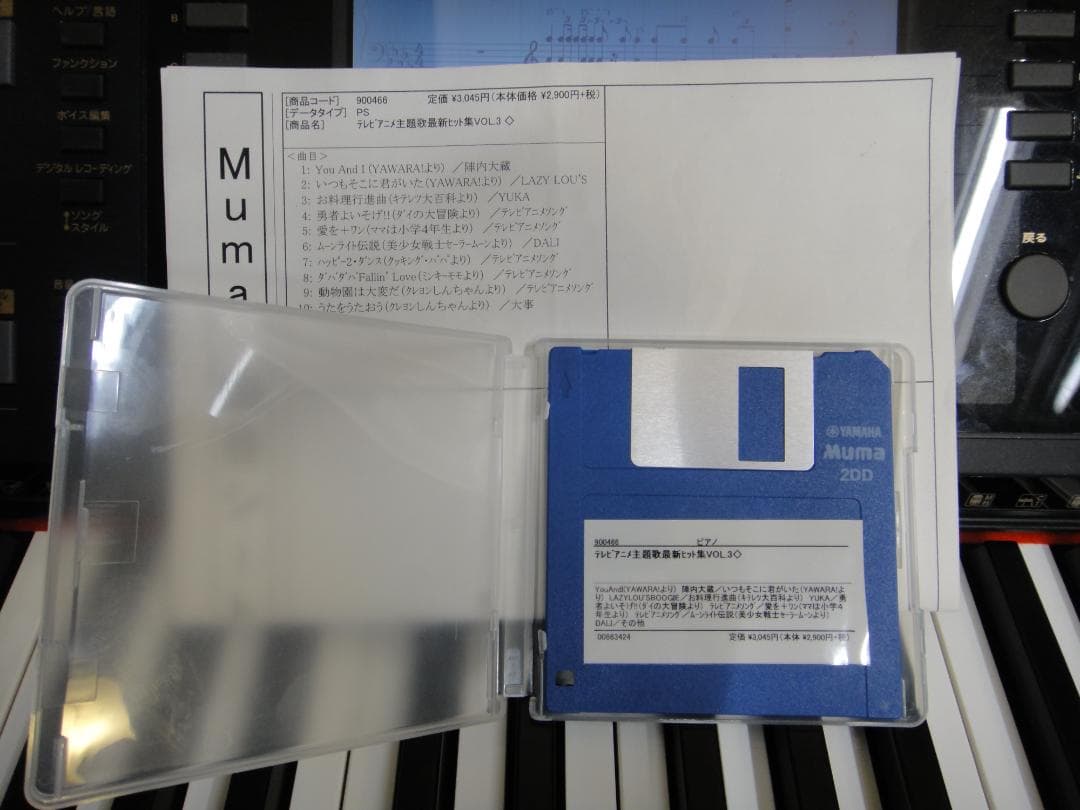 ヘルプ/言語
ファンクション
ボイス編集
デジタルレコーディング
ソング
スタイル
B
戻る
Muma
[商品コード] 900466 定価 ¥3,045円(本体価格 ¥2,900円+税)
[データタイプ] PS
[商品名] テレビアニメ主題歌最新ヒット集VOL.3 ◇
<曲目>
1: You And I(YAWARA!より) /陣内大蔵
2: いつもそこに君がいた(YAWARA!より) /LAZY LOU'S
3: お料理行進曲(キテレツ大百科より) /YUKA
4: 勇者よいそげ!!(ダイの大冒険より) /テレビアニメソング
5: 愛を+ワン(ママは小学4年生より) /テレビアニメソング
6: ムーンライト伝説(美少女戦士セーラームーンより) /DALI
7: ハッピー2・ダンス(クッキング・パパより) /テレビアニメソング
8: ダバダバFallin' Love(ミンキーモモより) /テレビアニメソング
9: 動物園は大変だ(クレヨンしんちゃんより) /テレビアニメソング
10: うたをうたおう(クレヨンしんちゃんより) /大事
YAMAHA
Muma
2DD
900466 ピアノ
テレビアニメ主題歌最新ヒット集VOL.3◇
YouAndI(YAWARA!より) 陣内大蔵/いつもそこに君がいた(YAWARA!よ
り) LAZYLOU'SBOOGIE/お料理行進曲(キテレツ大百科より) YUKA/勇
者よいそげ!!(ダイの大冒険より) テレビアニメソング/愛を+ワン(ママは小学4
年生より) テレビアニメソング/ムーンライト伝説(美少女戦士セーラームーンより)
DALI/その他
00663424 定価 ¥3,045円(本体 ¥2,900円+税)